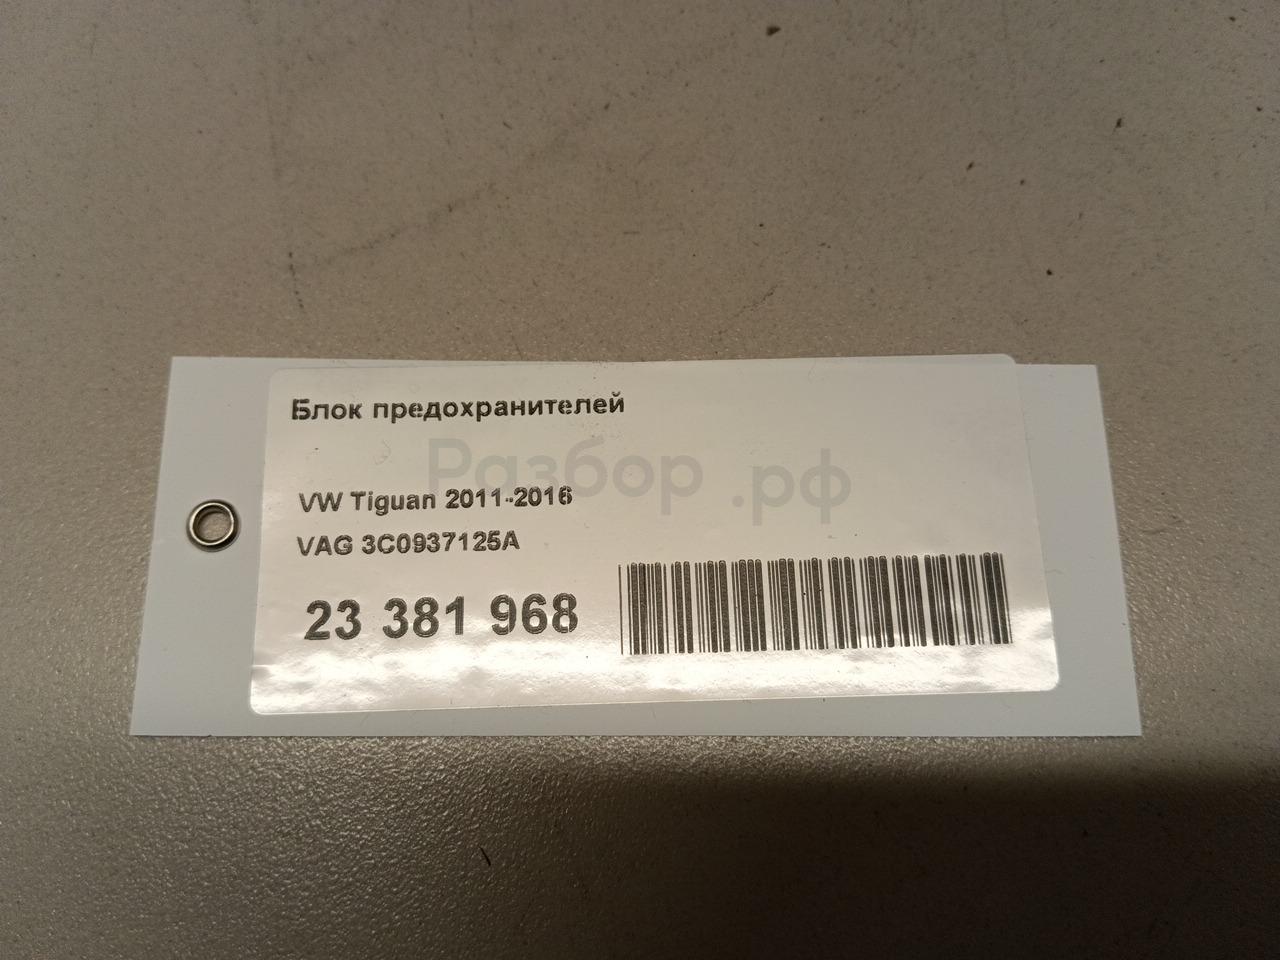 Блок предохранителей
Разбор.рф
VW Tiguan 2011-2016
VAG 3C0937125A
23 381 968